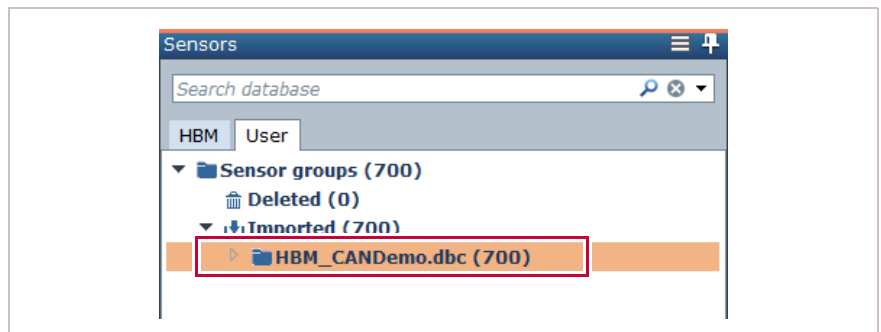 Sensors
Search database
HBM User
Sensor groups (700)
Deleted (0)
Imported (700)
HBM_CANDemo.dbc (700)